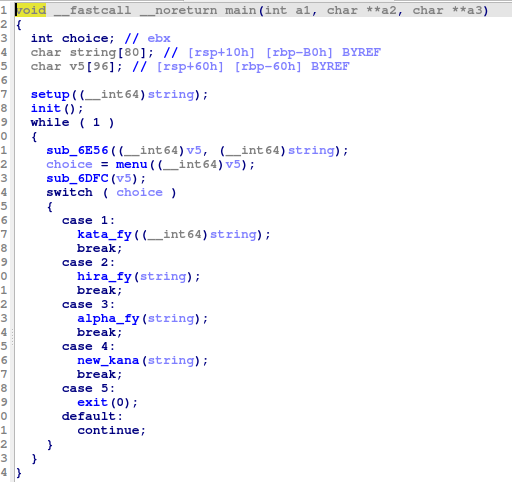 1 void __fastcall __noreturn main(int a1, char **a2, char **a3)
2 {
3 int choice; // ebx
4 char string[80]; // [rsp+10h] [rbp-B0h] BYREF
5 char v5[96]; // [rsp+60h] [rbp-60h] BYREF
6
7 setup((__int64)string);
8 init();
9 while ( 1 )
0 {
1 sub_6E56((__int64)v5, (__int64)string);
2 choice = menu((__int64)v5);
3 sub_6DFC(v5);
4 switch ( choice )
5 {
6 case 1:
7 kata_fy((__int64)string);
8 break;
9 case 2:
0 hira_fy(string);
1 break;
2 case 3:
3 alpha_fy(string);
4 break;
5 case 4:
6 new_kana(string);
7 break;
8 case 5:
9 exit(0);
0 default:
1 continue;
2 }
3 }
4 }